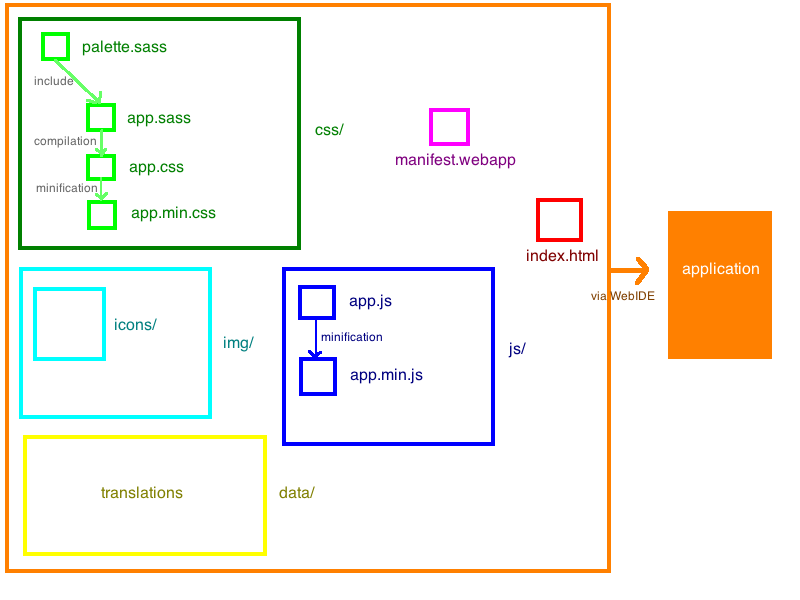 palette.sass
include
app.sass
compilation
app.css
minification
app.min.css
css/
manifest.webapp
index.html
via WebIDE
application
icons/
img/
app.js
minification
app.min.js
js/
translations
data/